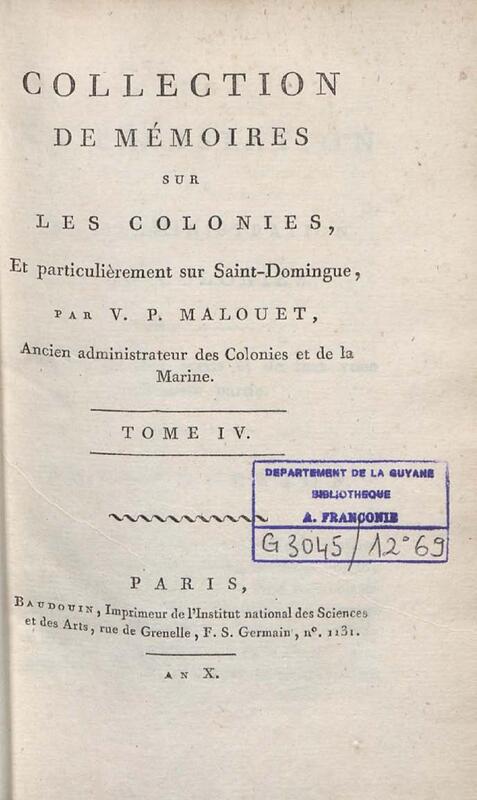 COLLECTION
DE MÉMOIRES
SUR
LES COLONIES,
Et particulièrement sur Saint-Domingue,
PAR V. P. MALOUET,
Ancien administrateur des Colonies et de la
Marine.
TOME IV.
DEPARTEMENT DE LA GUYANE
BIBLIOTHEQUE
A. FRANCONIE
G 3045 / 12° 69
PARIS,
BAUDOUIN, Imprimeur de l'Institut national des Sciences
et des Arts, rue de Grenelle, F. S. Germain, n°. 1131.
AN X.